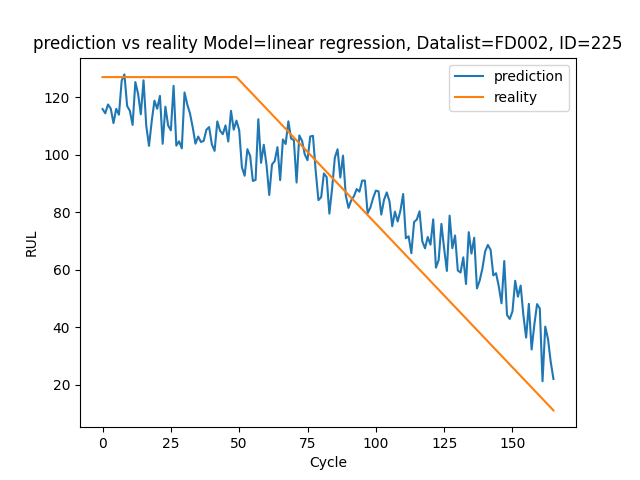 prediction vs reality Model=linear regression, Datalist=FD002, ID=225
prediction
reality
RUL
120
100
80
60
40
20
0
25
50
75
100
125
150
Cycle